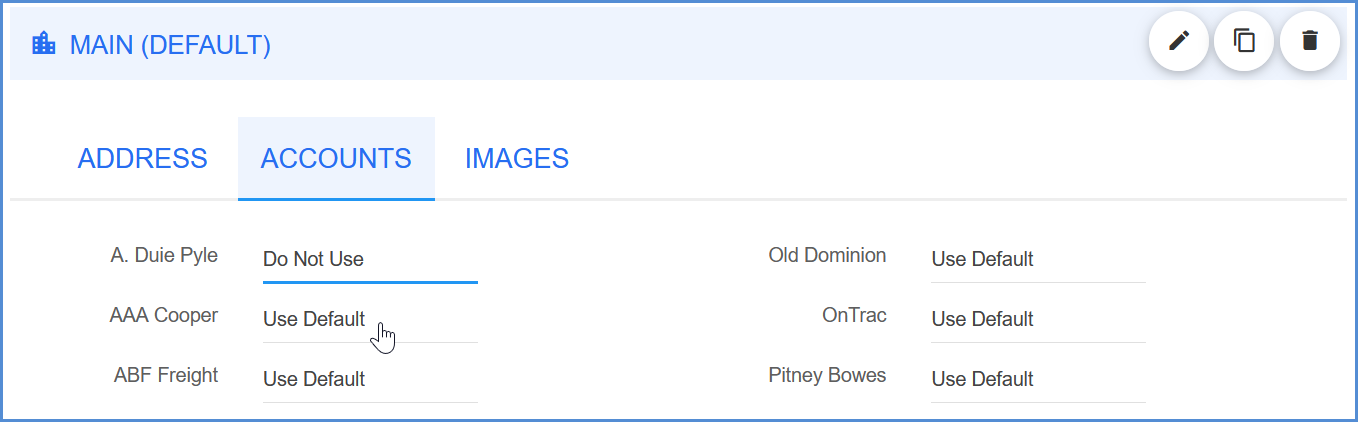 MAIN (DEFAULT)
ADDRESS ACCOUNTS IMAGES
A. Duie Pyle Do Not Use Old Dominion Use Default
AAA Cooper Use Default OnTrac Use Default
ABF Freight Use Default Pitney Bowes Use Default